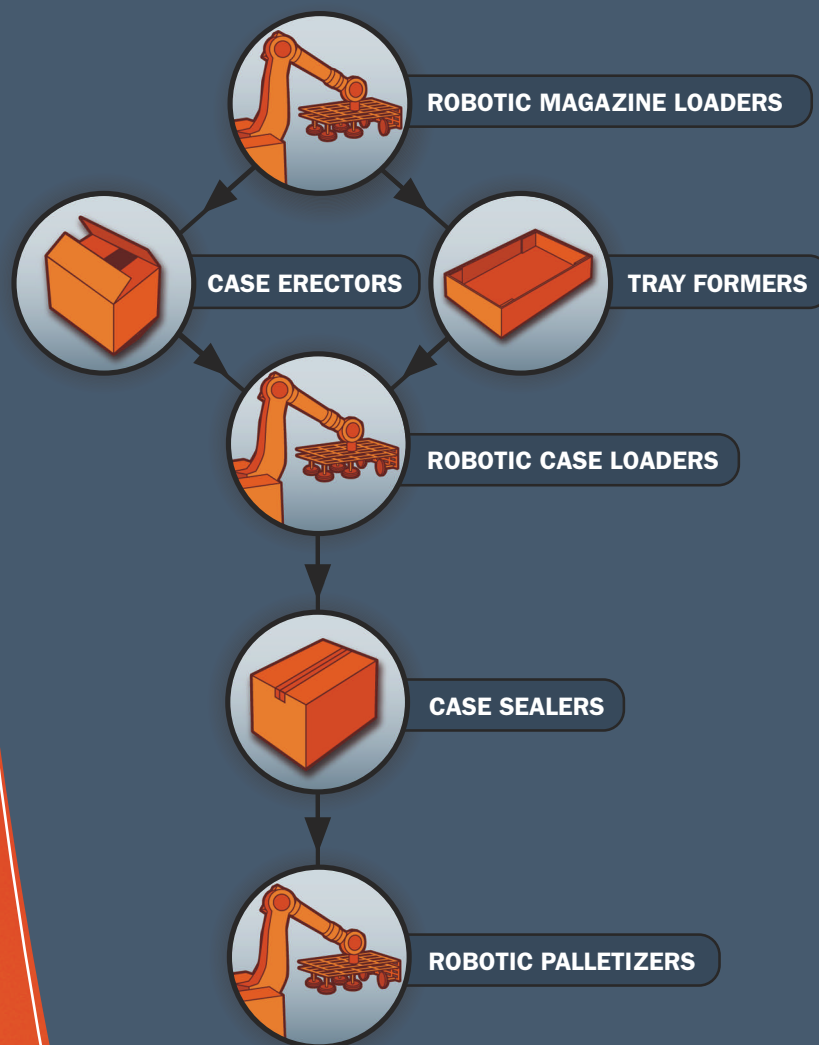 ROBOTIC MAGAZINE LOADERS
CASE ERECTORS
TRAY FORMERS
ROBOTIC CASE LOADERS
CASE SEALERS
ROBOTIC PALLETIZERS